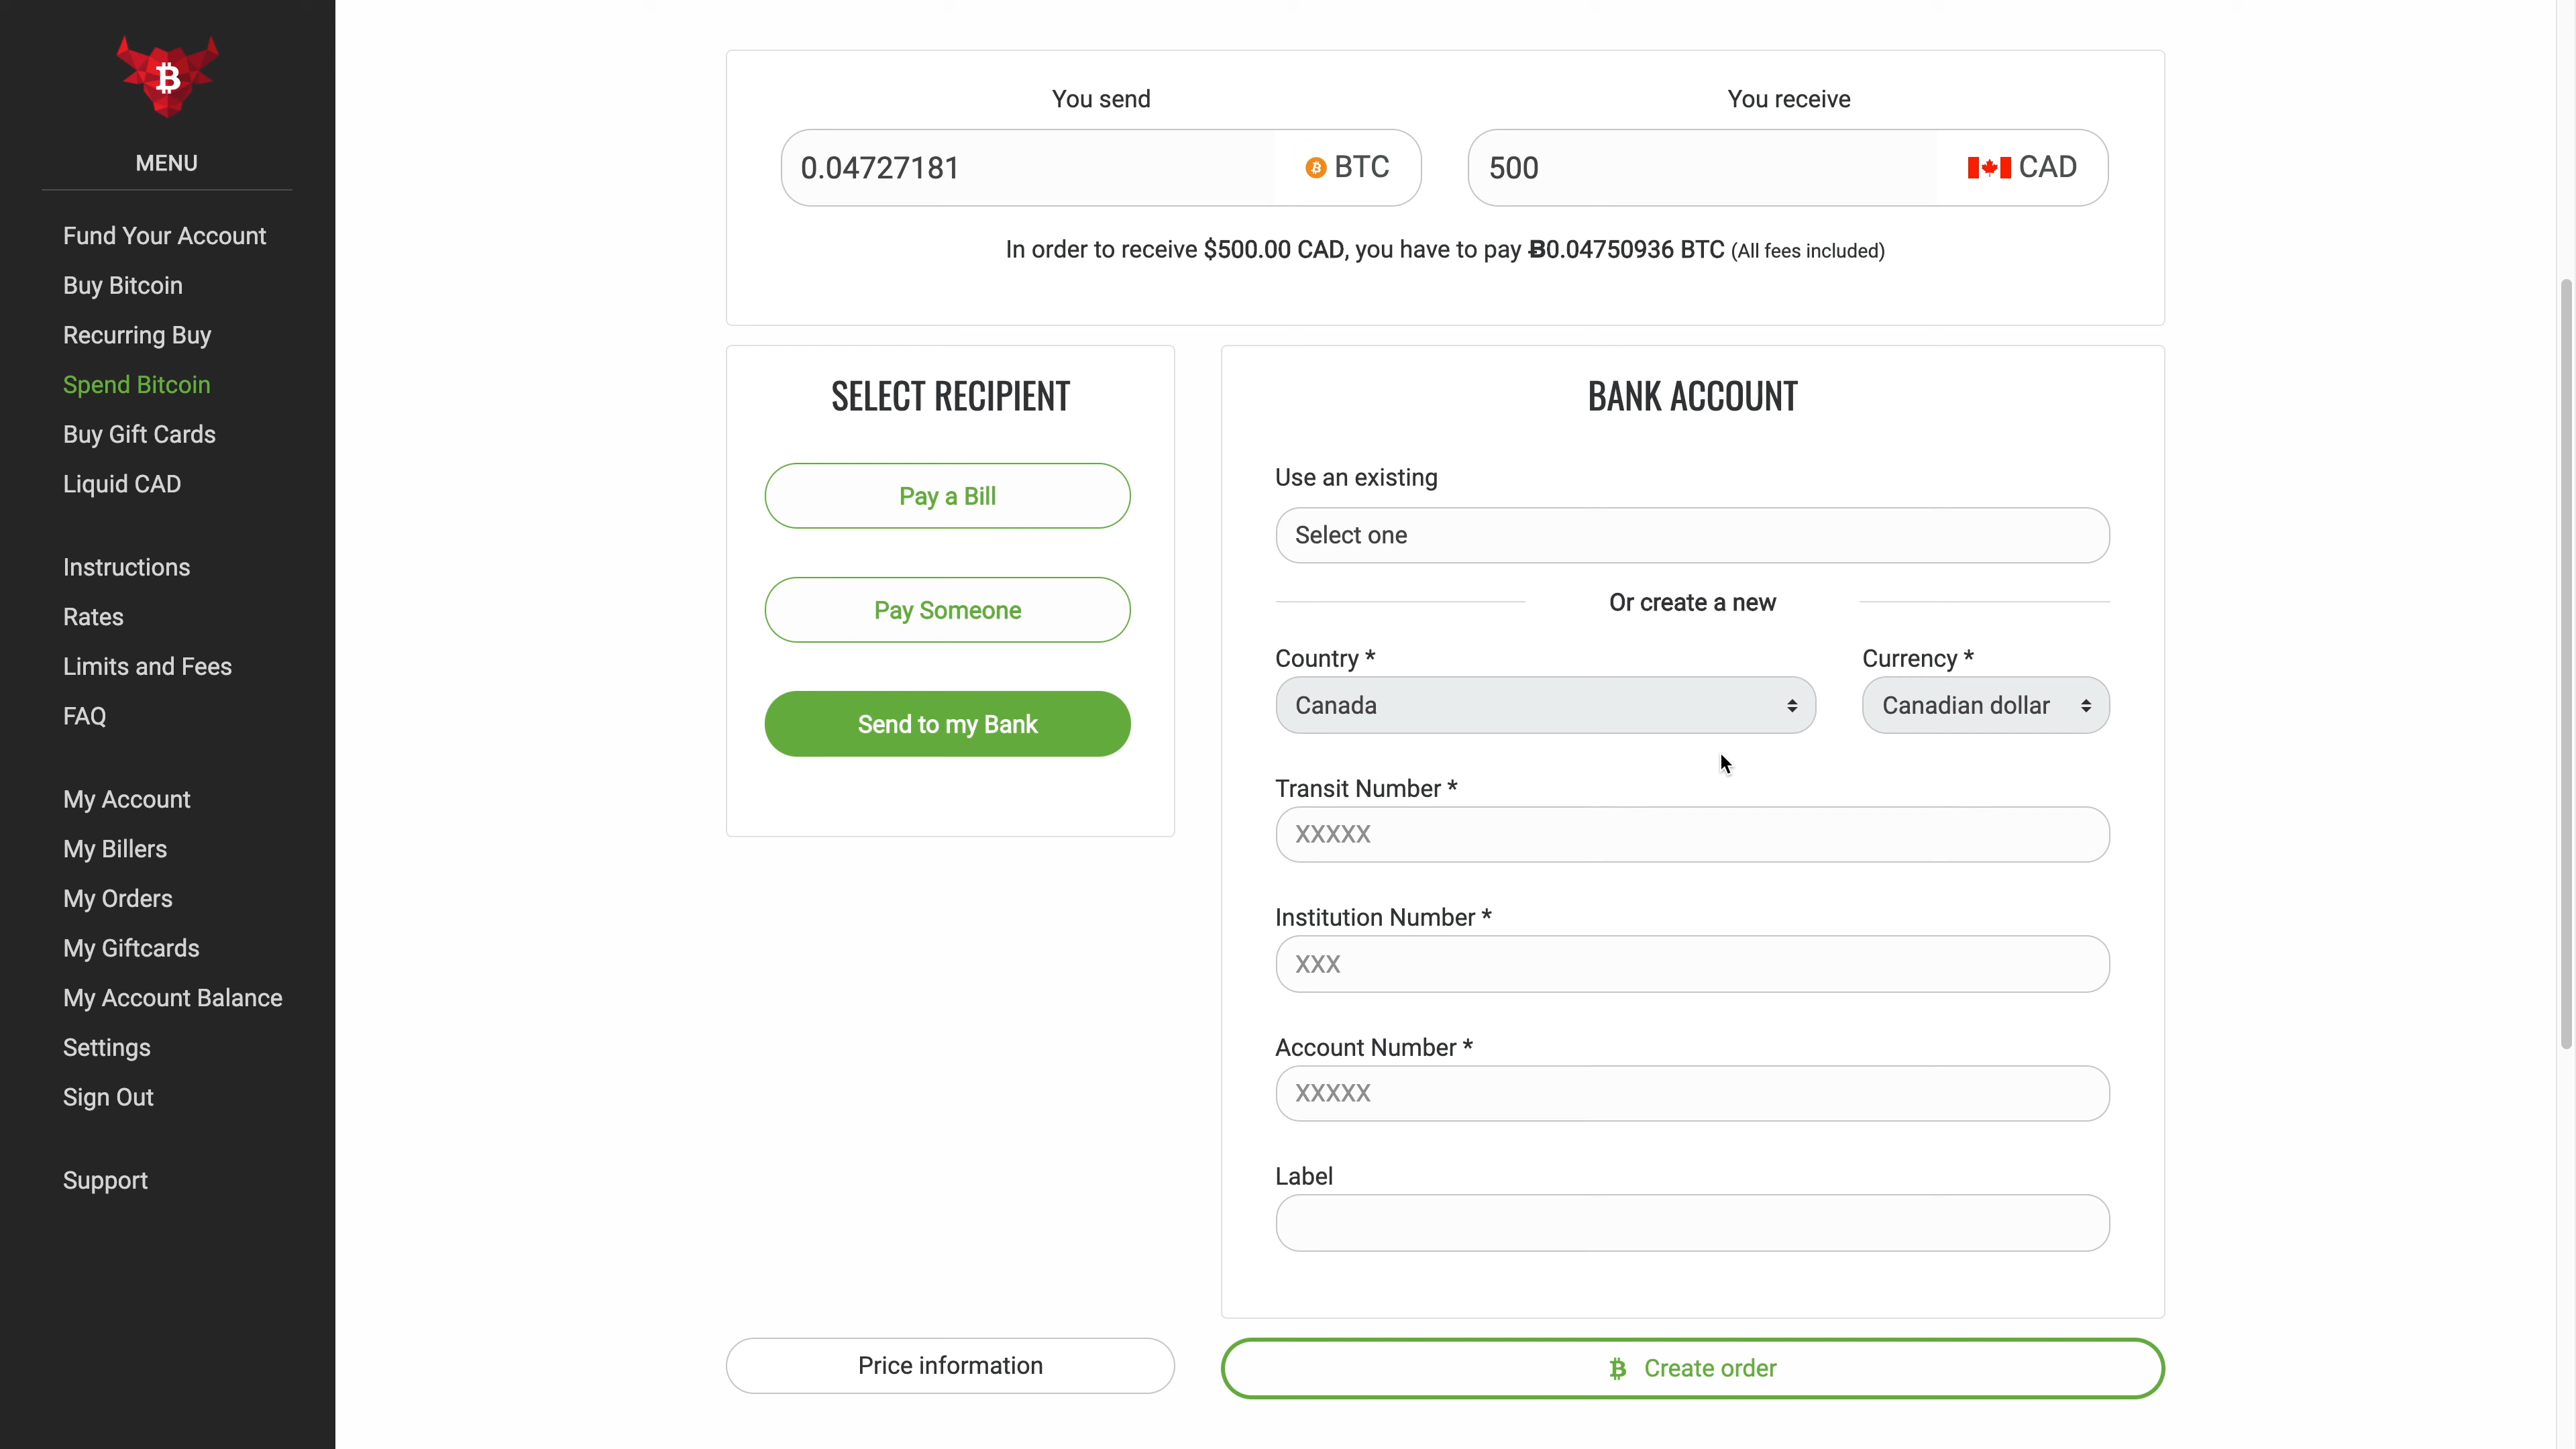 MENU
Fund Your Account
Buy Bitcoin
Recurring Buy
Spend Bitcoin
Buy Gift Cards
Liquid CAD
Instructions
Rates
Limits and Fees
FAQ
My Account
My Billers
My Orders
My Giftcards
My Account Balance
Settings
Sign Out
Support
You send
0.04727181 BTC
You receive
500 CAD
In order to receive $500.00 CAD, you have to pay Ƀ0.04750936 BTC (All fees included)
SELECT RECIPIENT
Pay a Bill
Pay Someone
Send to my Bank
BANK ACCOUNT
Use an existing
Select one
Or create a new
Country *
Canada
Currency *
Canadian dollar
Transit Number *
XXXXX
Institution Number *
XXX
Account Number *
XXXXX
Label
Price information
Create order